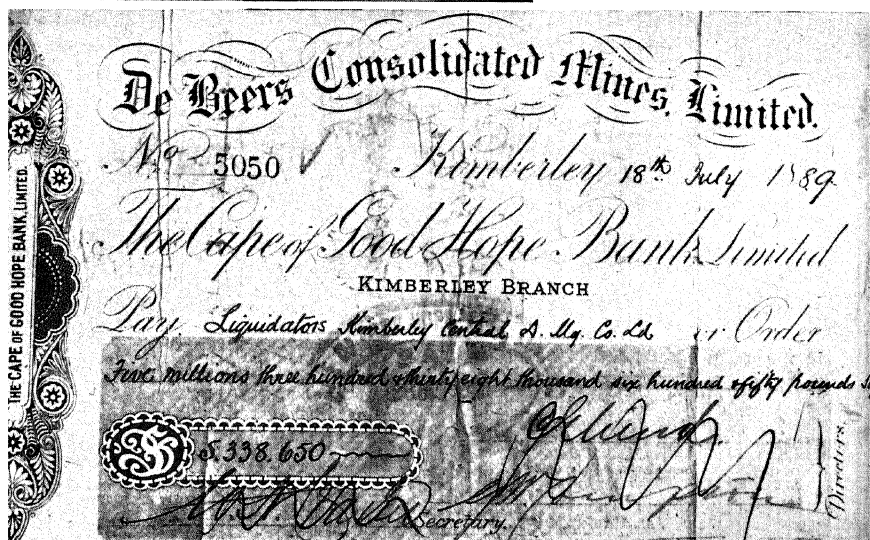 De Beers Consolidated Mines, Limited.
No 5050 Kimberley 18th July 1889
The Cape of Good Hope Bank Limited
KIMBERLEY BRANCH
Pay Liquidators Kimberley Central D. Mg. Co. Ld or Order
Five millions three hundred & thirty eight thousand six hundred & fifty pounds
5.338.650
Secretary.
Directors.
THE CAPE OF GOOD HOPE BANK, LIMITED.